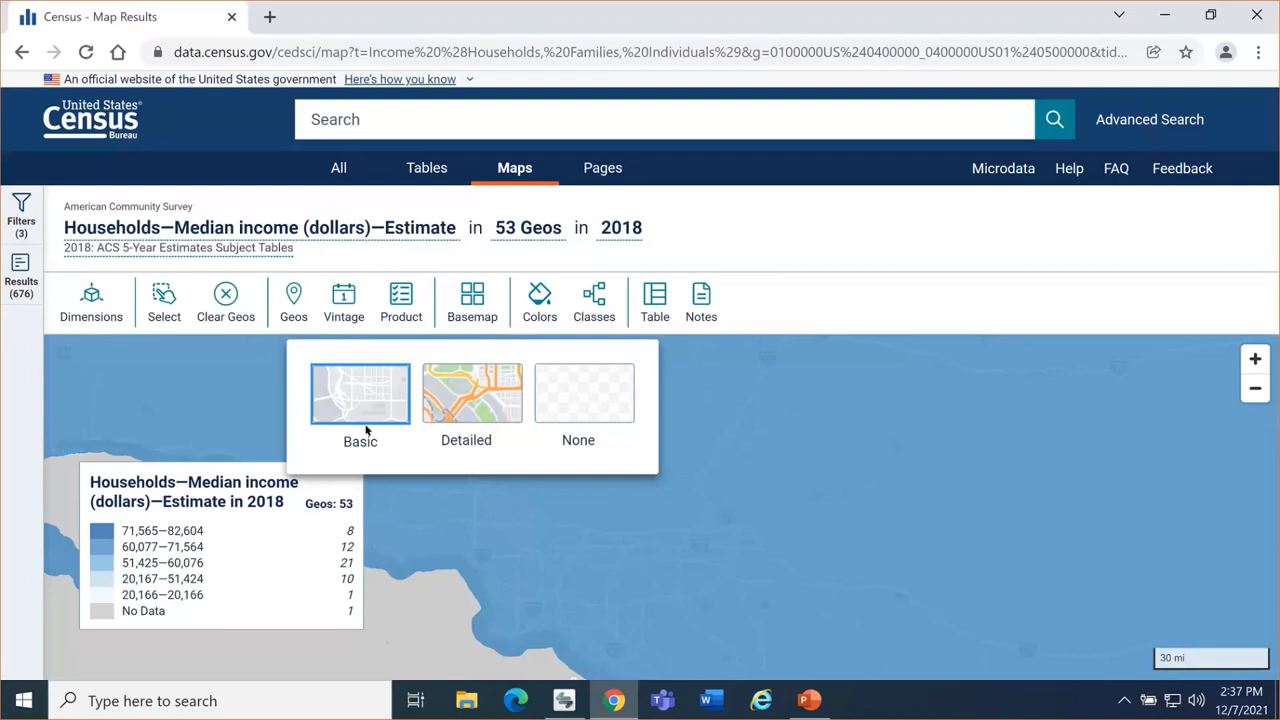 Census - Map Results
data.census.gov/cedsci/map?t=Income%20%28Households,%20Families,%20Individuals%29&g=0100000US%240400000_0400000US01%240500000&tid...
An official website of the United States government Here's how you know
United States®
Census
Bureau
Search
Advanced Search
All Tables Maps Pages Microdata Help FAQ Feedback
Filters
(3)
Results
(676)
American Community Survey
Households—Median income (dollars)—Estimate in 53 Geos in 2018
2018: ACS 5-Year Estimates Subject Tables
1
Dimensions Select Clear Geos Geos Vintage Product Basemap Colors Classes Table Notes
Basic Detailed None
Households—Median income
(dollars)—Estimate in 2018 Geos: 53
71,565—82,604 8
60,077—71,564 12
51,425—60,076 21
20,167—51,424 10
20,166—20,166 1
No Data 1
30 mi
Type here to search
2:37 PM
12/7/2021